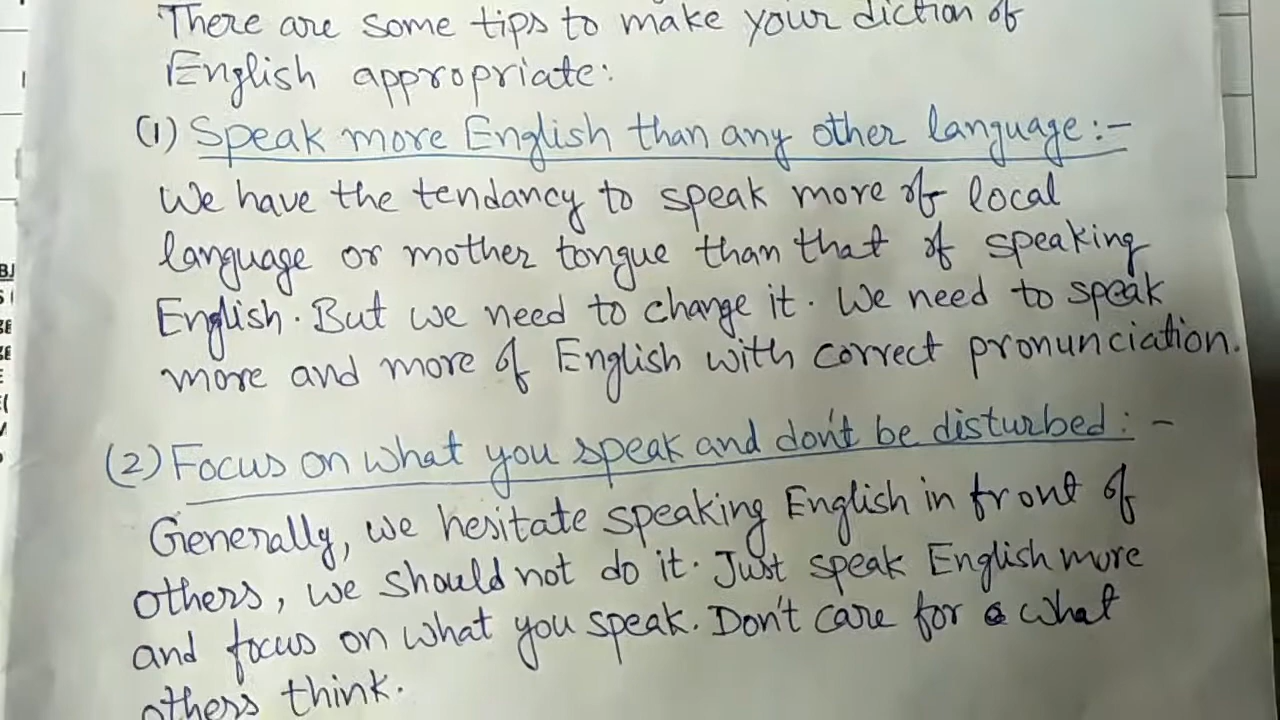 There are some tips to make your diction of
English appropriate:
(1) Speak more English than any other language:-
We have the tendancy to speak more of local
language or mother tongue than that of speaking
English. But we need to change it. We need to speak
more and more of English with correct pronunciation.
(2) Focus on what you speak and don't be disturbed: -
Generally, we hesitate speaking English in front of
others, we should not do it. Just speak English more
and focus on what you speak. Don't care for what
others think.